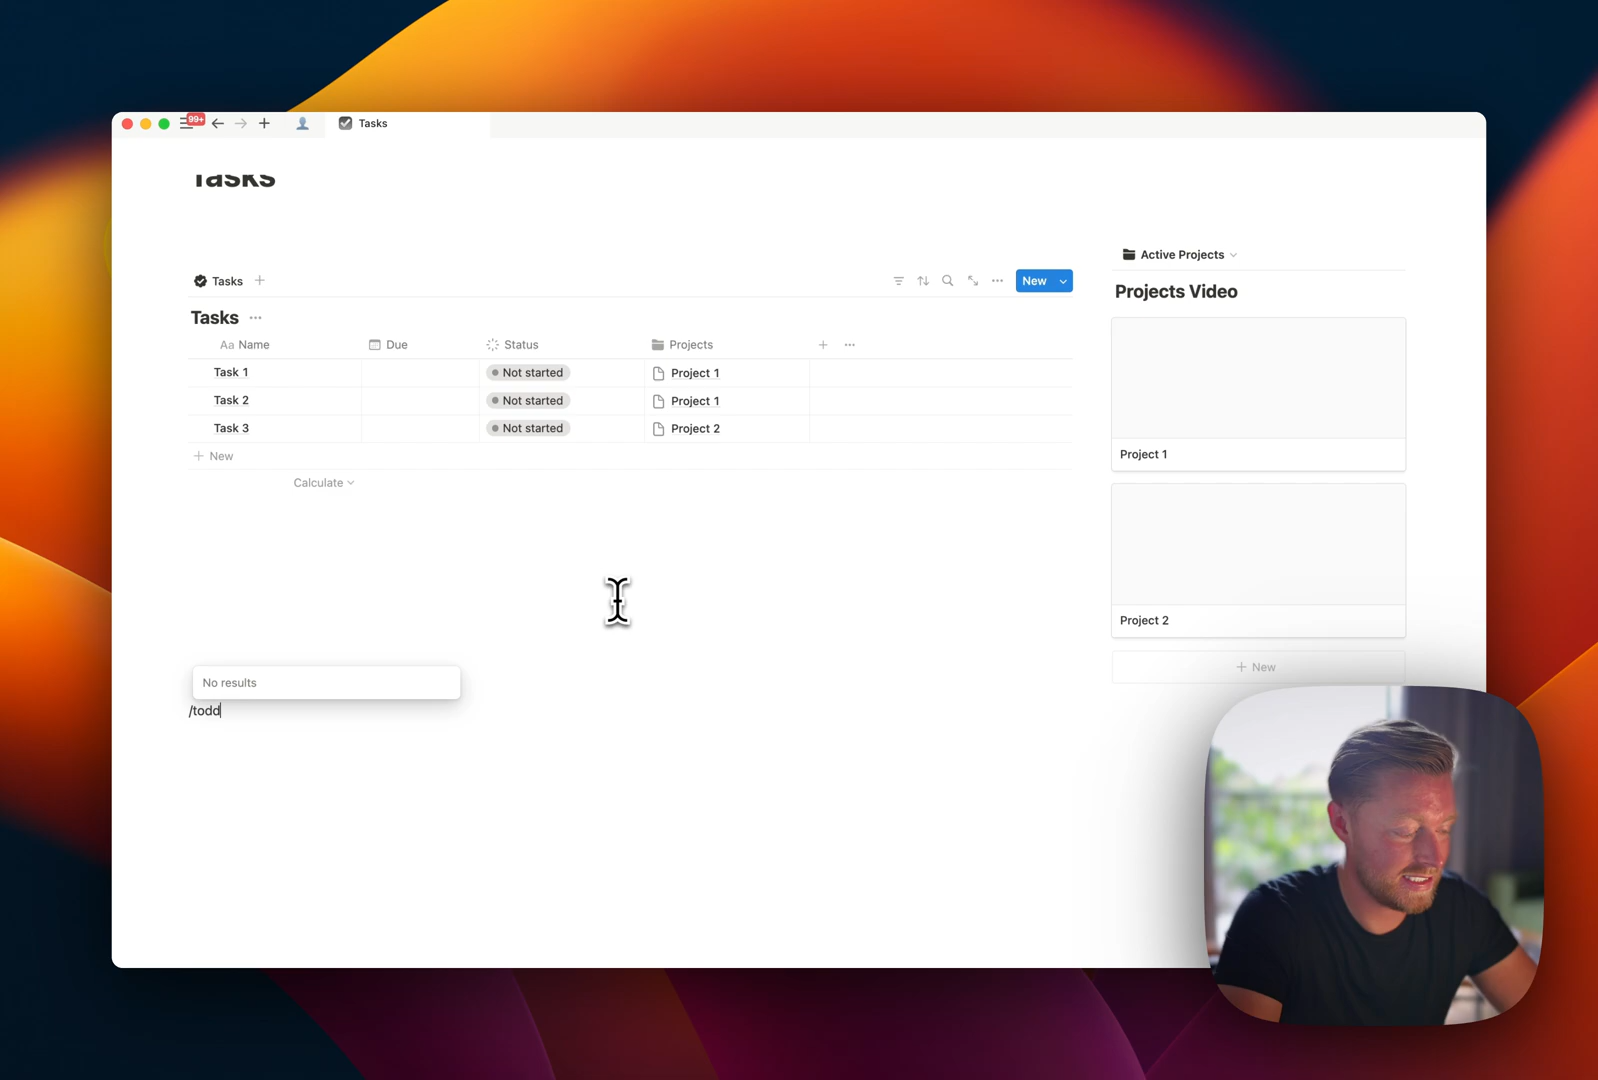 99+
Tasks
Tasks
Active Projects
Tasks
New
Projects Video
Tasks
Aa Name Due Status Projects
Task 1 Not started Project 1
Task 2 Not started Project 1
Task 3 Not started Project 2
New
Project 1
Calculate
Project 2
New
No results
/todd